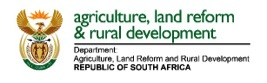 agriculture, land reform
& rural development
Department:
Agriculture, Land Reform and Rural Development
REPUBLIC OF SOUTH AFRICA